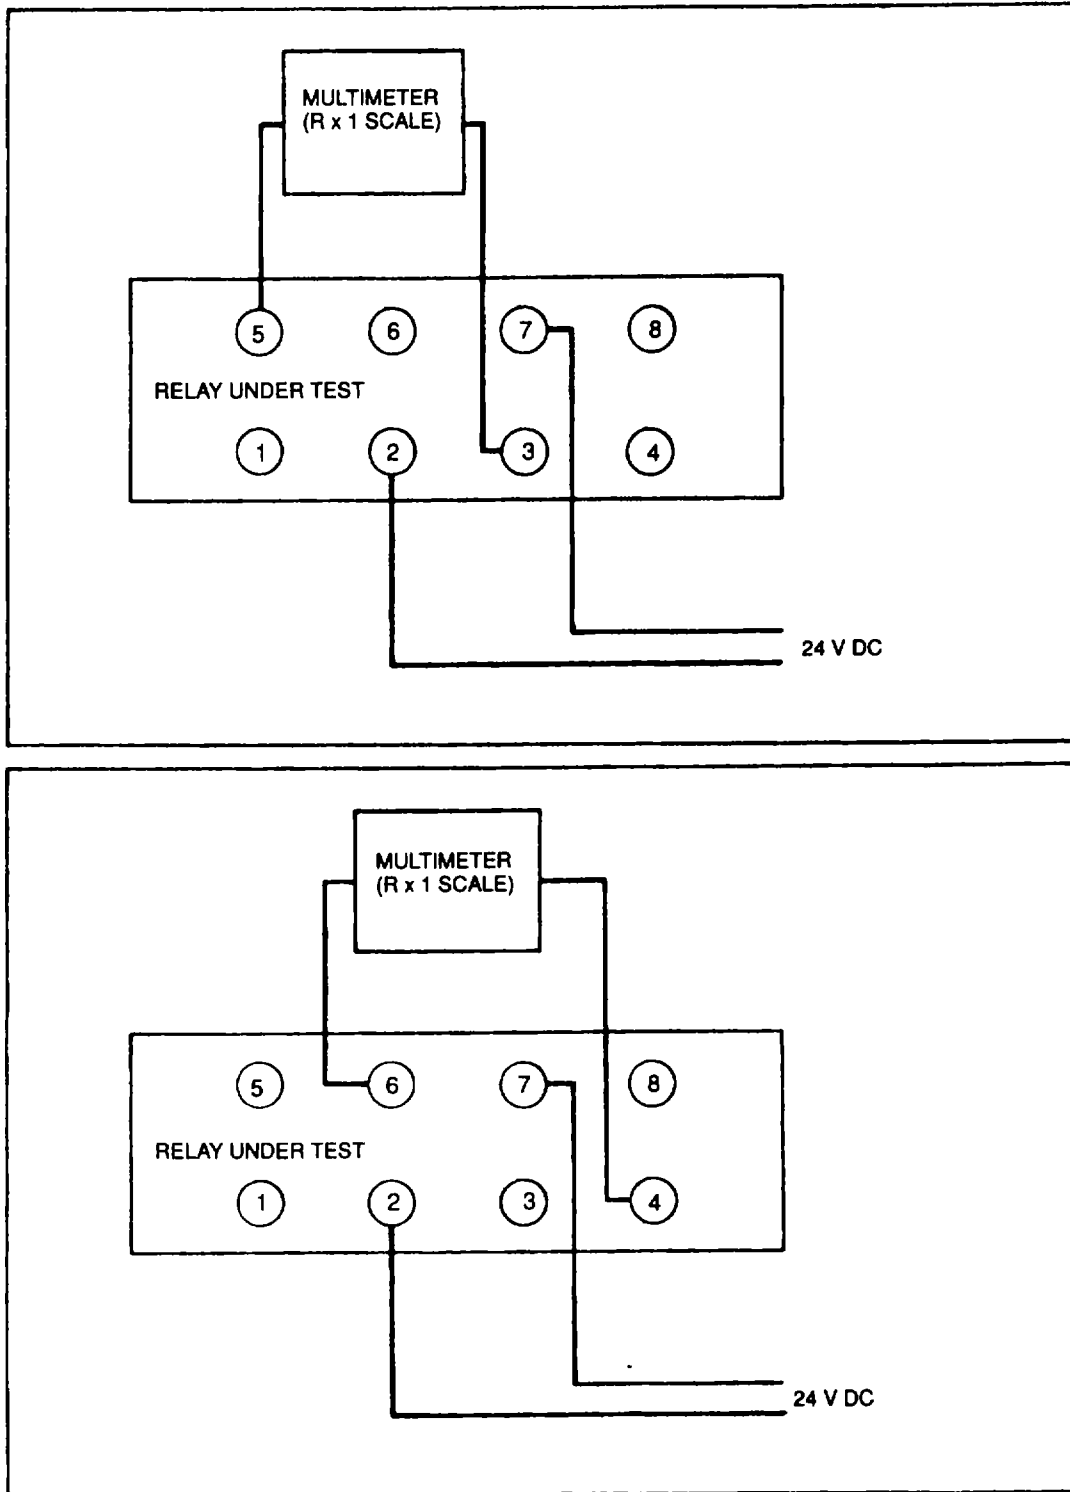 MULTIMETER
(R x 1 SCALE)
5 6 7 8
RELAY UNDER TEST
1 2 3 4
24 V DC
MULTIMETER
(R x 1 SCALE)
5 6 7 8
RELAY UNDER TEST
1 2 3 4
24 V DC